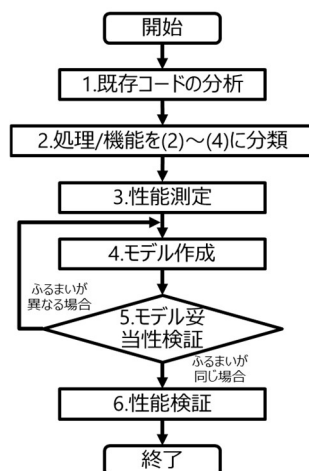 開始
1.既存コードの分析
2.処理/機能を(2)～(4)に分類
3.性能測定
4.モデル作成
ふるまいが
異なる場合
5.モデル妥
当性検証
ふるまいが
同じ場合
6.性能検証
終了